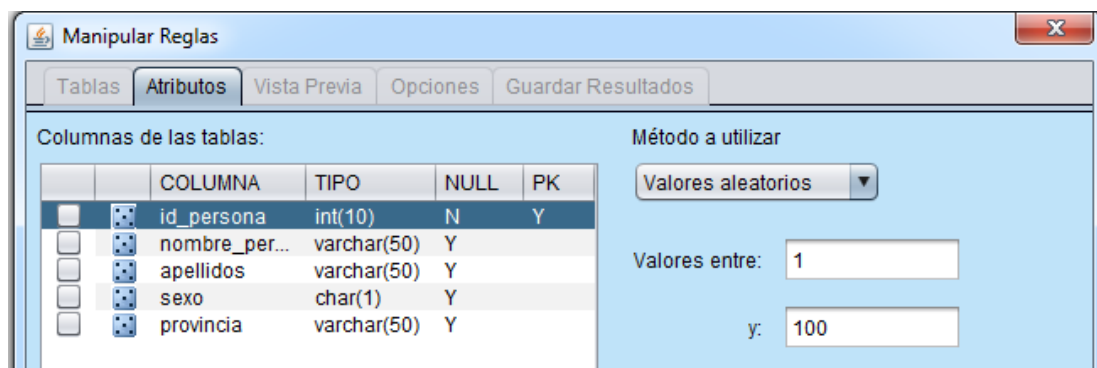 Manipular Reglas
Tablas Atributos Vista Previa Opciones Guardar Resultados
Columnas de las tablas:
COLUMNA TIPO NULL PK
id_persona int(10) N Y
nombre_per... varchar(50) Y
apellidos varchar(50) Y
sexo char(1) Y
provincia varchar(50) Y
Método a utilizar
Valores aleatorios
Valores entre: 1
y: 100